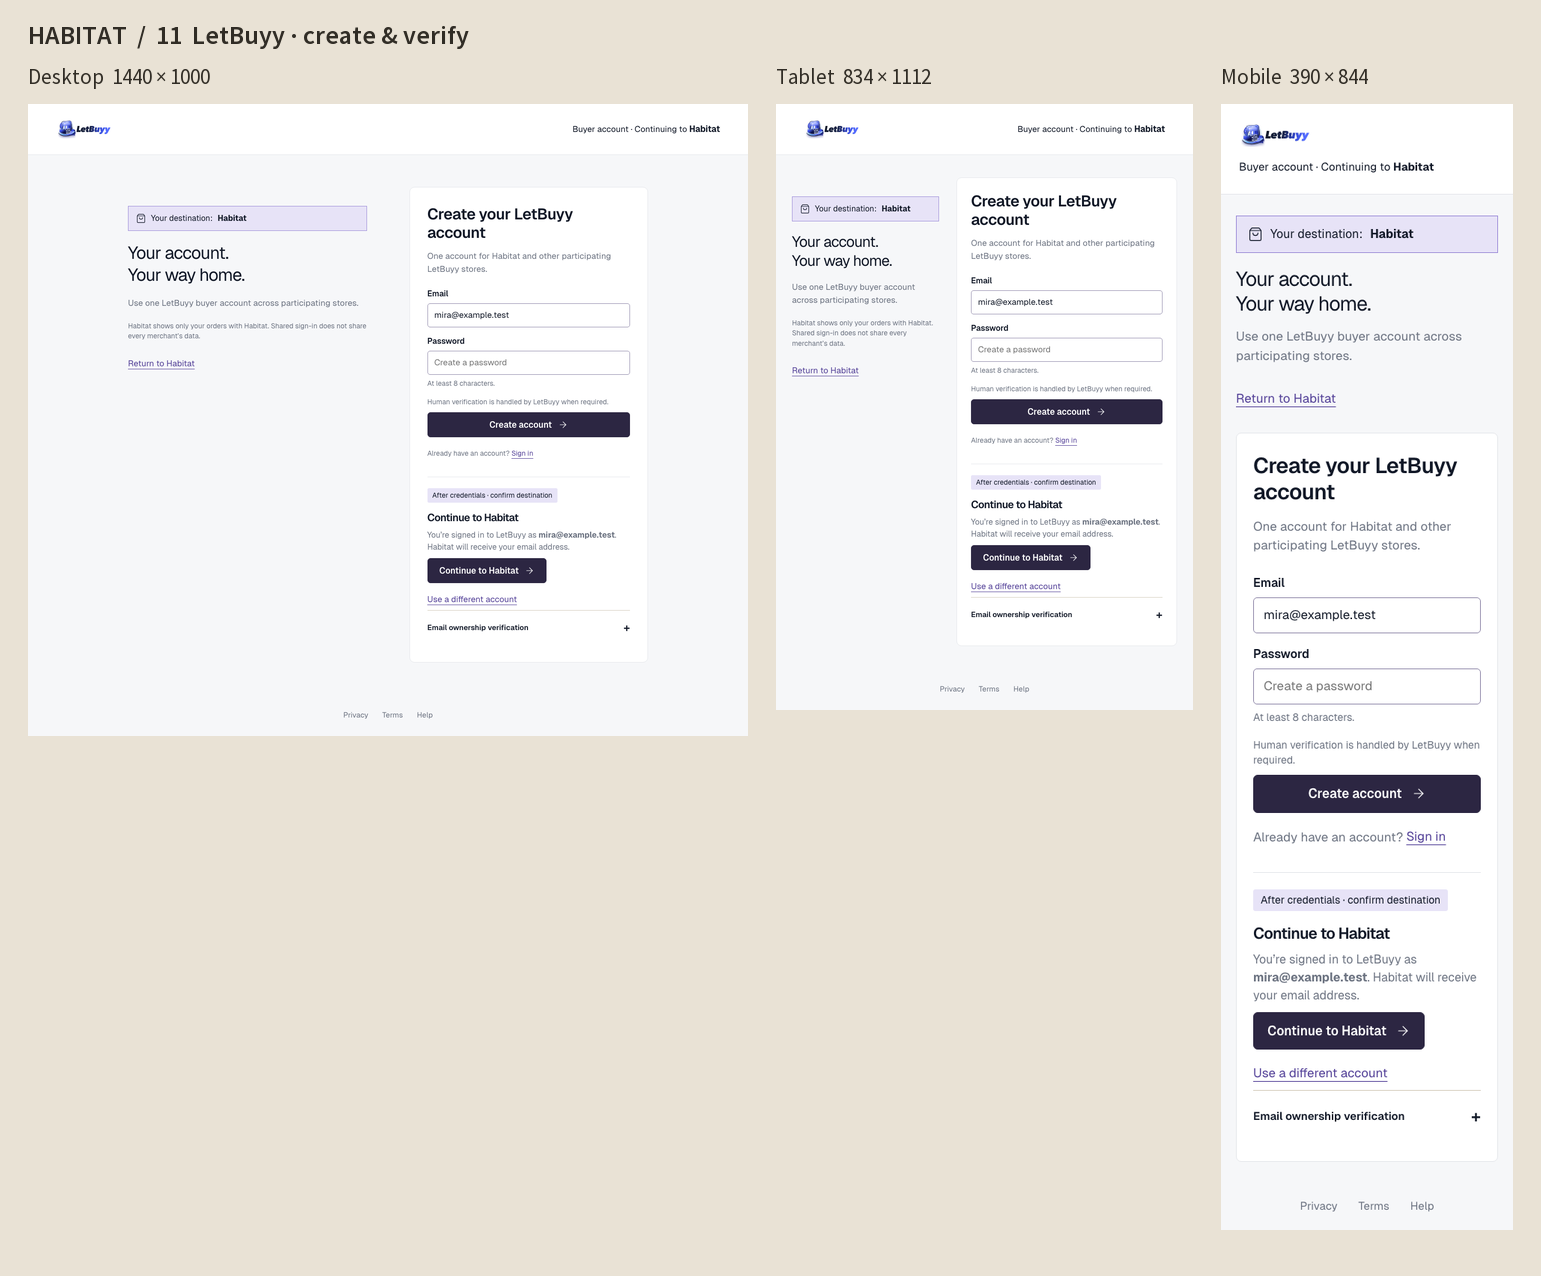 HABITAT / 11 LetBuyy · create & verify
Desktop 1440 × 1000
LetBuyy
Buyer account · Continuing to Habitat
Your destination: Habitat
Your account.
Your way home.
Use one LetBuyy buyer account across participating stores.
Habitat shows only your orders with Habitat. Shared sign-in does not share
every merchant's data.
Return to Habitat
Create your LetBuyy
account
One account for Habitat and other participating
LetBuyy stores.
Email
mira@example.test
Password
Create a password
At least 8 characters.
Human verification is handled by LetBuyy when required.
Create account →
Already have an account? Sign in
After credentials · confirm destination
Continue to Habitat
You're signed in to LetBuyy as mira@example.test.
Habitat will receive your email address.
Continue to Habitat →
Use a different account
Email ownership verification +
Privacy Terms Help
Tablet 834 × 1112
LetBuyy
Buyer account · Continuing to Habitat
Your destination: Habitat
Your account.
Your way home.
Use one LetBuyy buyer account
across participating stores.
Habitat shows only your orders with Habitat.
Shared sign-in does not share every
merchant's data.
Return to Habitat
Create your LetBuyy
account
One account for Habitat and other participating
LetBuyy stores.
Email
mira@example.test
Password
Create a password
At least 8 characters.
Human verification is handled by LetBuyy when required.
Create account →
Already have an account? Sign in
After credentials · confirm destination
Continue to Habitat
You're signed in to LetBuyy as mira@example.test.
Habitat will receive your email address.
Continue to Habitat →
Use a different account
Email ownership verification +
Privacy Terms Help
Mobile 390 × 844
LetBuyy
Buyer account · Continuing to Habitat
Your destination: Habitat
Your account.
Your way home.
Use one LetBuyy buyer account across
participating stores.
Return to Habitat
Create your LetBuyy
account
One account for Habitat and other
participating LetBuyy stores.
Email
mira@example.test
Password
Create a password
At least 8 characters.
Human verification is handled by LetBuyy when
required.
Create account →
Already have an account? Sign in
After credentials · confirm destination
Continue to Habitat
You're signed in to LetBuyy as
mira@example.test. Habitat will receive
your email address.
Continue to Habitat →
Use a different account
Email ownership verification +
Privacy Terms Help